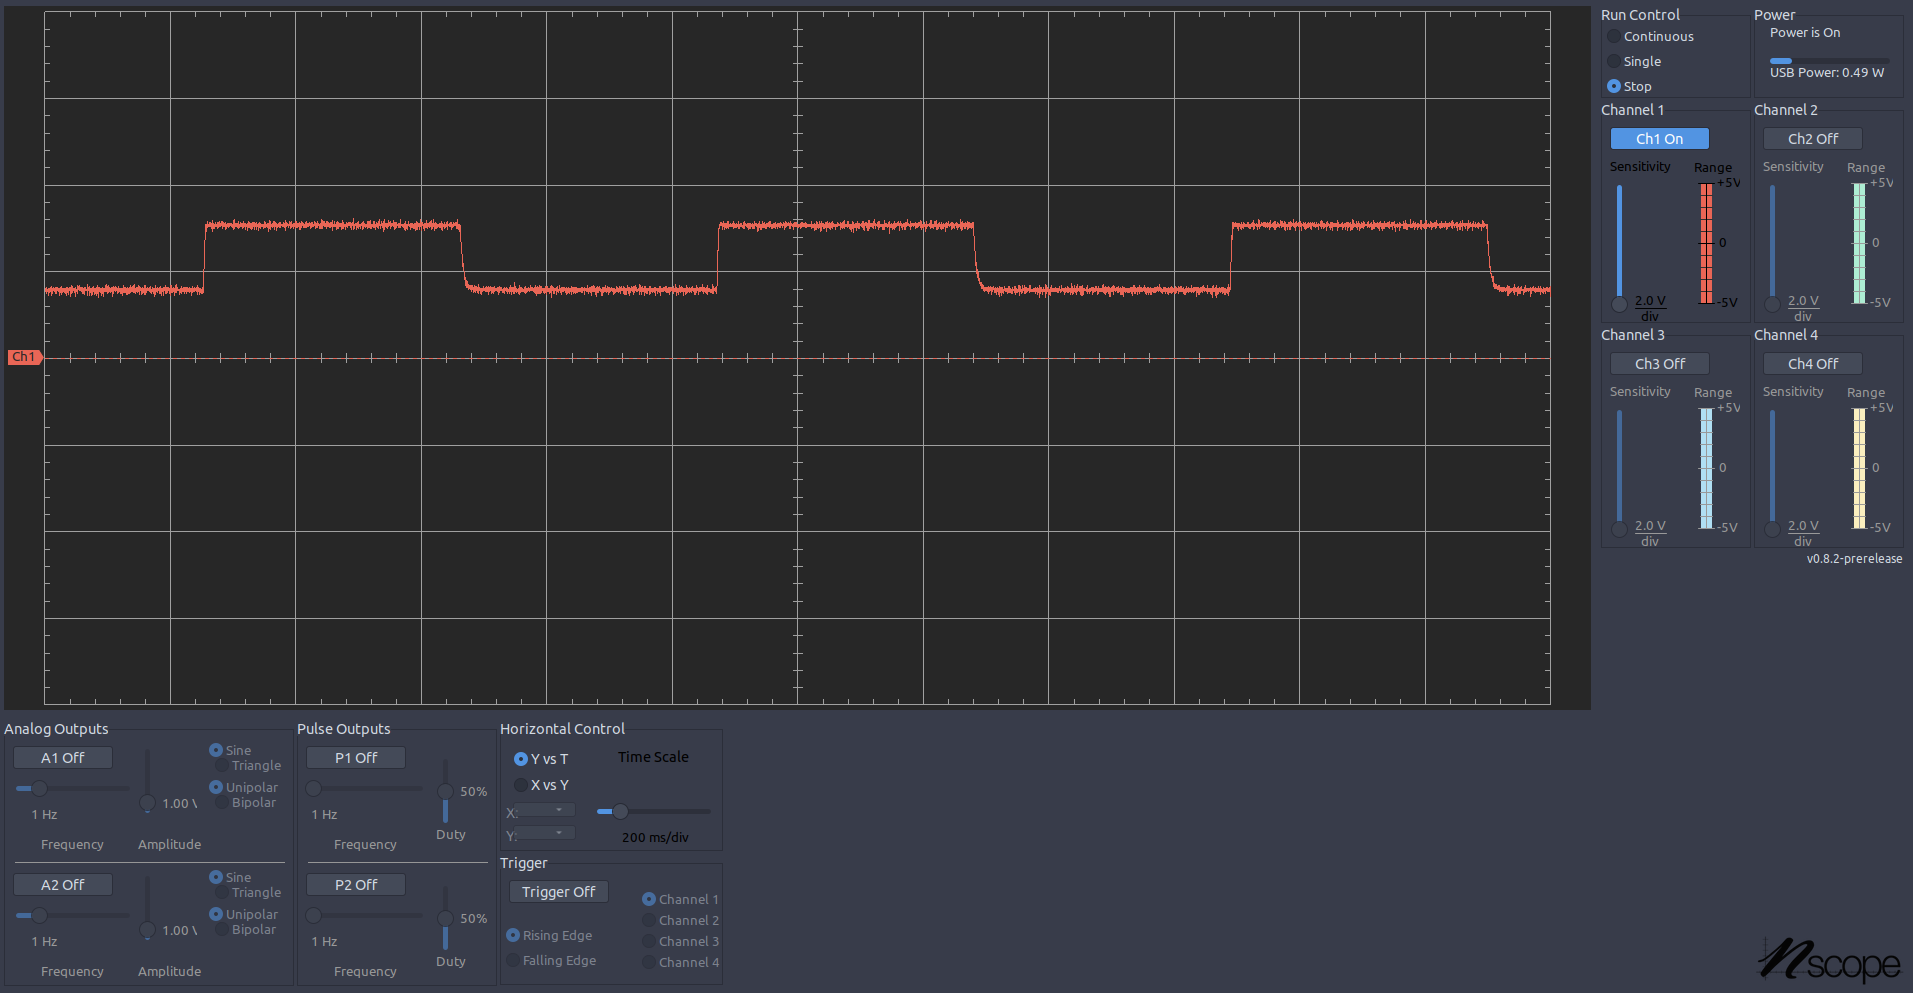 Run Control
Continuous
Single
Stop
Power
Power is On
USB Power: 0.49 W
Channel 1
Ch1 On
Sensitivity
Range
+5V
0
-5V
2.0 V
div
Channel 2
Ch2 Off
Sensitivity
Range
+5V
0
-5V
2.0 V
div
Ch1
Channel 3
Ch3 Off
Sensitivity
Range
+5V
0
-5V
2.0 V
div
Channel 4
Ch4 Off
Sensitivity
Range
+5V
0
-5V
2.0 V
div
v0.8.2-prerelease
Analog Outputs
A1 Off
Sine
Triangle
Unipolar
Bipolar
1.00 V
1 Hz
Frequency
Amplitude
A2 Off
Sine
Triangle
Unipolar
Bipolar
1.00 V
1 Hz
Frequency
Amplitude
Pulse Outputs
P1 Off
50%
1 Hz
Duty
Frequency
P2 Off
50%
1 Hz
Duty
Frequency
Horizontal Control
Y vs T
X vs Y
X:
Y:
Time Scale
200 ms/div
Trigger
Trigger Off
Rising Edge
Falling Edge
Channel 1
Channel 2
Channel 3
Channel 4
nscope